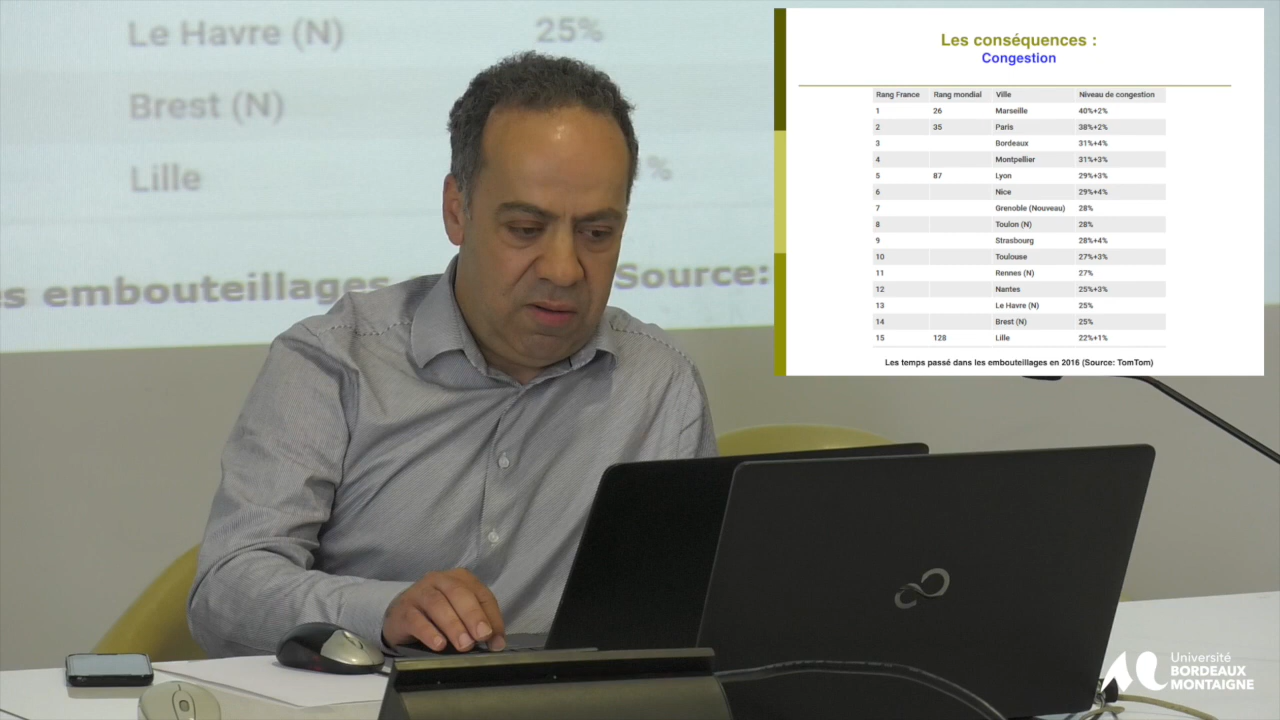 Le Havre (N) 25%
Brest (N)
Lille %
s embouteillages Source:
Les conséquences :
Congestion
Rang France Rang mondial Ville Niveau de congestion
1 26 Marseille 40%+2%
2 35 Paris 38%+2%
3 Bordeaux 31%+4%
4 Montpellier 31%+3%
5 87 Lyon 29%+3%
6 Nice 29%+4%
7 Grenoble (Nouveau) 28%
8 Toulon (N) 28%
9 Strasbourg 28%+4%
10 Toulouse 27%+3%
11 Rennes (N) 27%
12 Nantes 25%+3%
13 Le Havre (N) 25%
14 Brest (N) 25%
15 128 Lille 22%+1%
Les temps passé dans les embouteillages en 2016 (Source: TomTom)
Université
BORDEAUX
MONTAIGNE